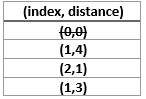 (index, distance)
(0,0)
(1,4)
(2,1)
(1,3)